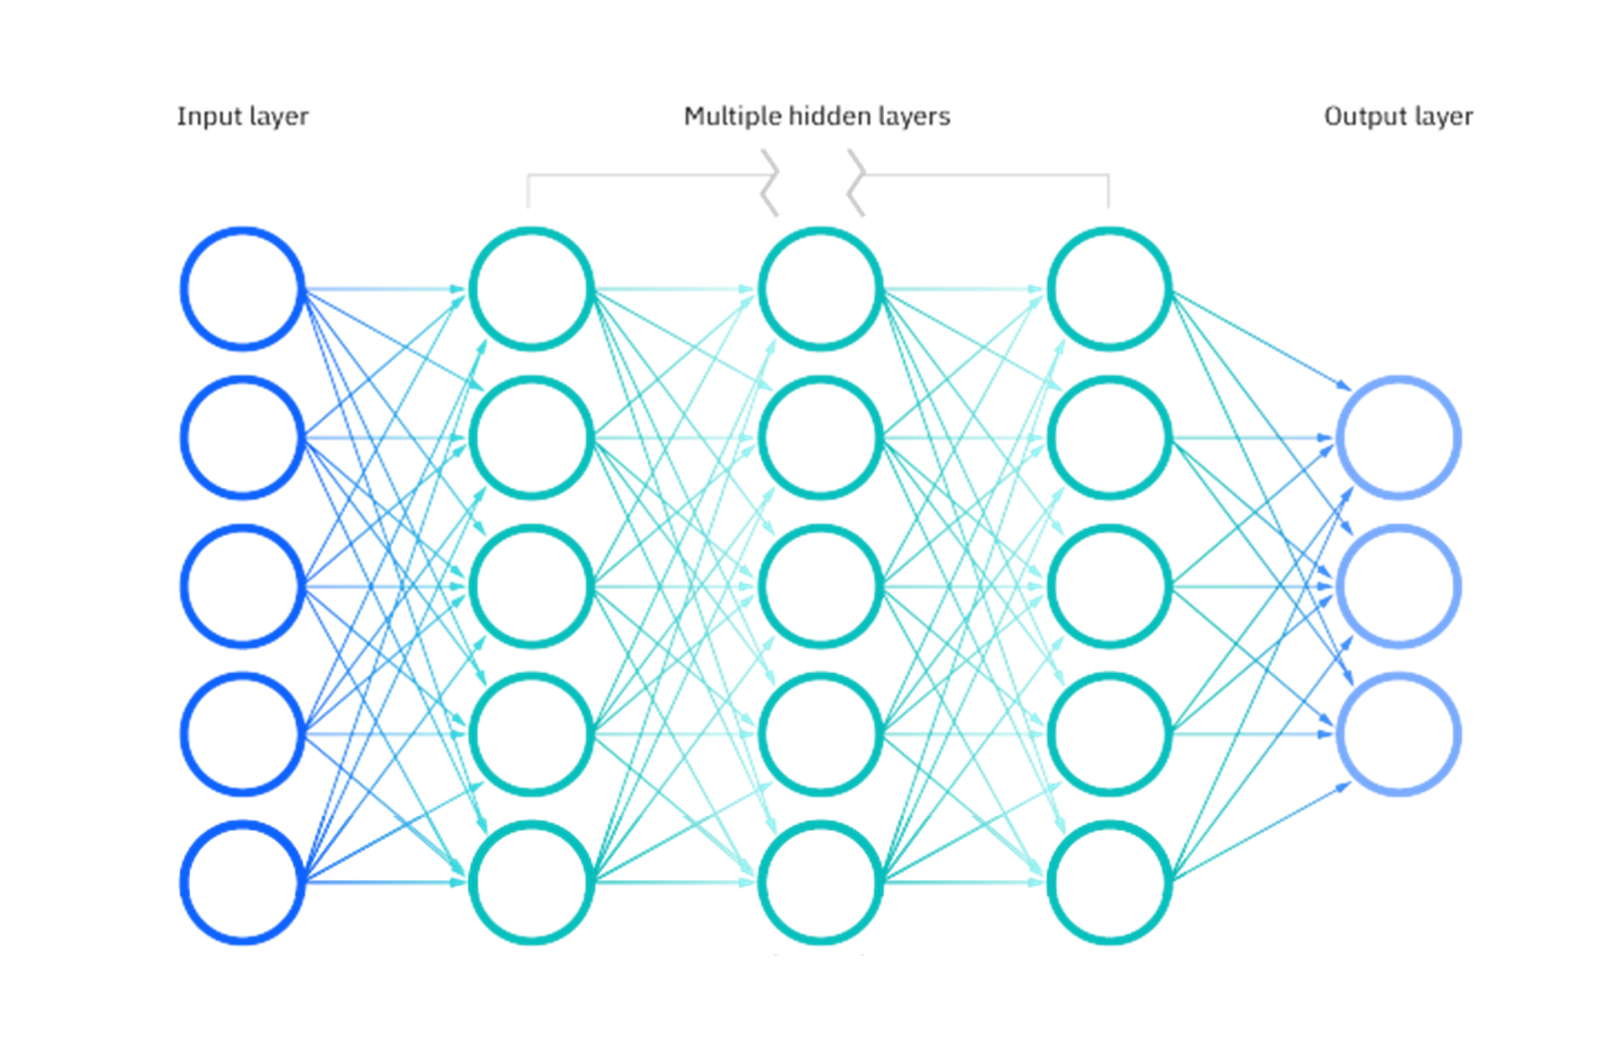 Input layer
Multiple hidden layers
Output layer